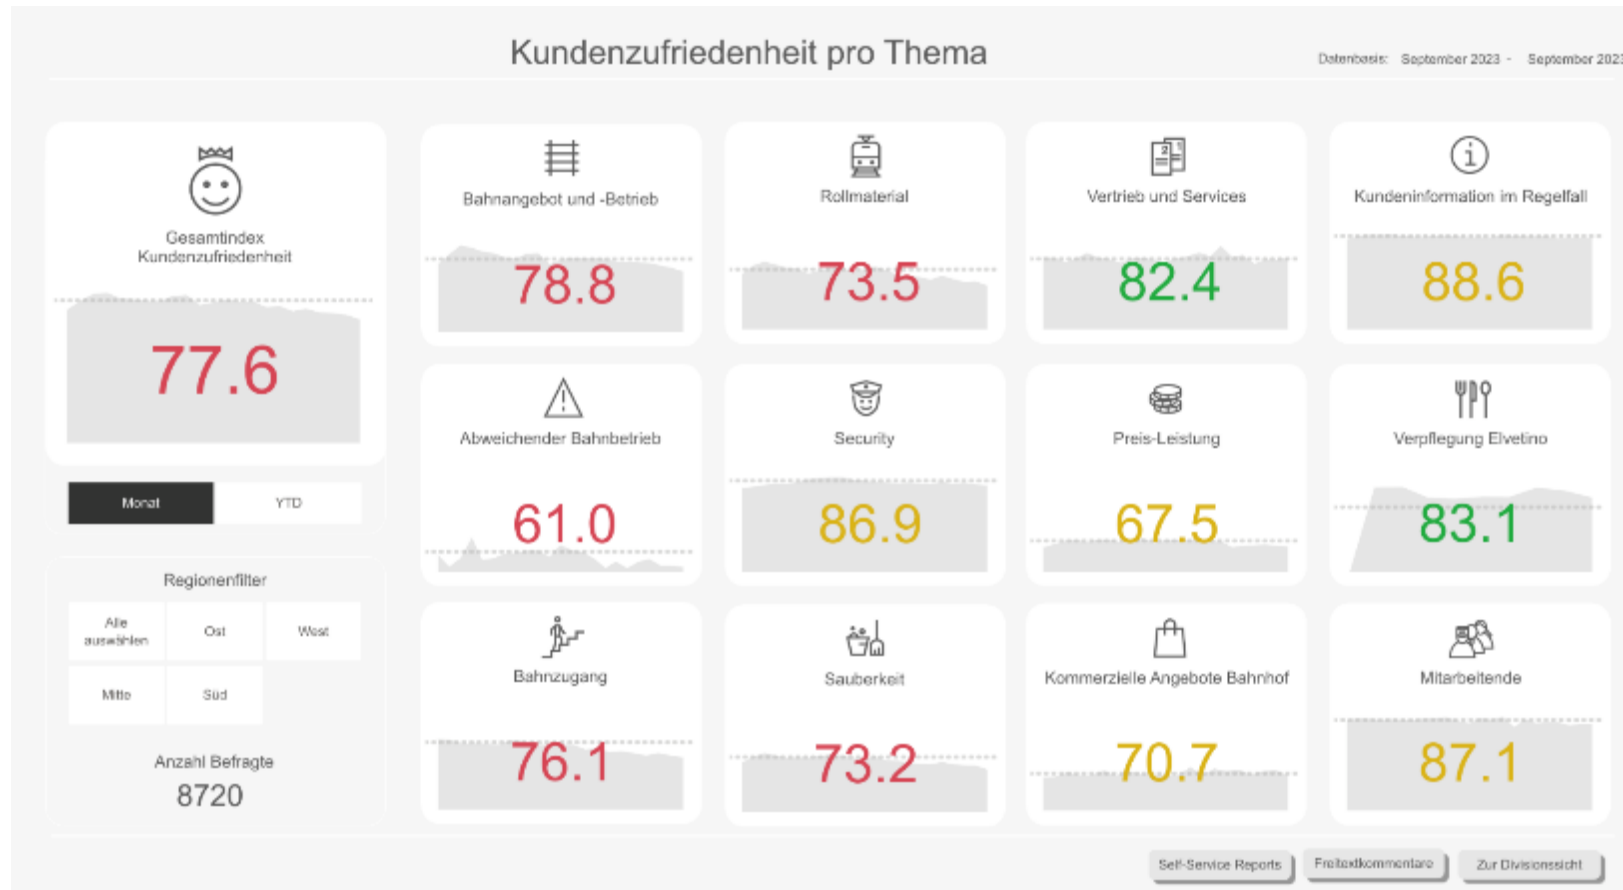 Kundenzufriedenheit pro Thema
Datenbasis: September 2023 - September 2023
Gesamtindex
Kundenzufriedenheit
77.6
Monat
YTD
Regionenfilter
Alle
auswählen
Ost
West
Mitte
Süd
Anzahl Befragte
8720
Bahnangebot und -Betrieb
78.8
Rollmaterial
73.5
Vertrieb und Services
82.4
Kundeninformation im Regelfall
88.6
Abweichender Bahnbetrieb
61.0
Security
86.9
Preis-Leistung
67.5
Verpflegung Elvetino
83.1
Bahnzugang
76.1
Sauberkeit
73.2
Kommerzielle Angebote Bahnhof
70.7
Mitarbeitende
87.1
Self-Service Reports
Freitextkommentare
Zur Divisionssicht